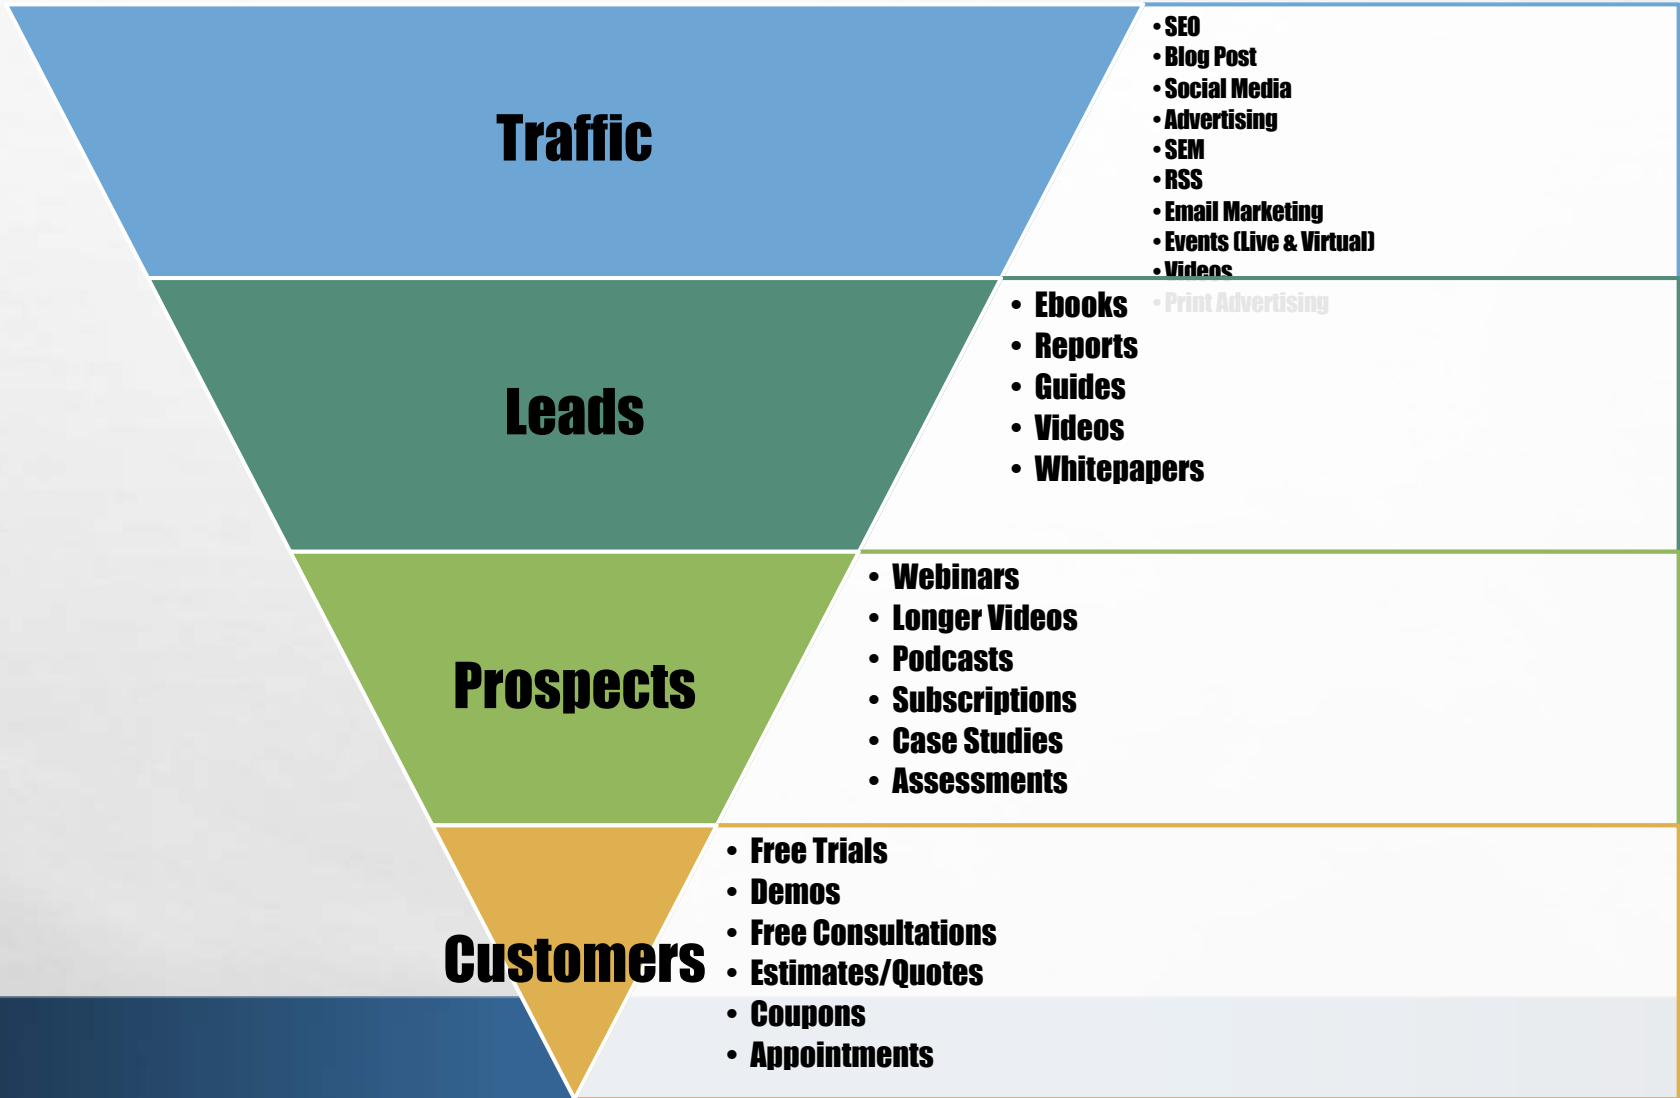 Traffic
• SEO
• Blog Post
• Social Media
• Advertising
• SEM
• RSS
• Email Marketing
• Events (Live & Virtual)
• Videos
• Print Advertising
Leads
• Ebooks
• Reports
• Guides
• Videos
• Whitepapers
Prospects
• Webinars
• Longer Videos
• Podcasts
• Subscriptions
• Case Studies
• Assessments
Customers
• Free Trials
• Demos
• Free Consultations
• Estimates/Quotes
• Coupons
• Appointments